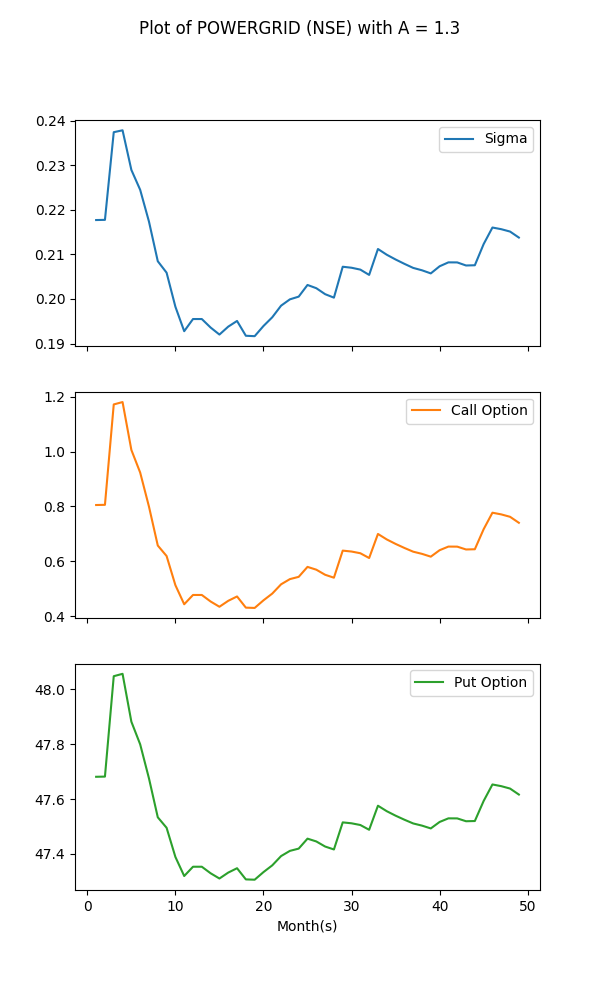 Plot of POWERGRID (NSE) with A = 1.3
0.24
Sigma
0.23
0.22
0.21
0.20
0.19
1.2
Call Option
1.0
0.8
0.6
0.4
Put Option
48.0
47.8
47.6
47.4
0 10 20 30 40 50
Month(s)